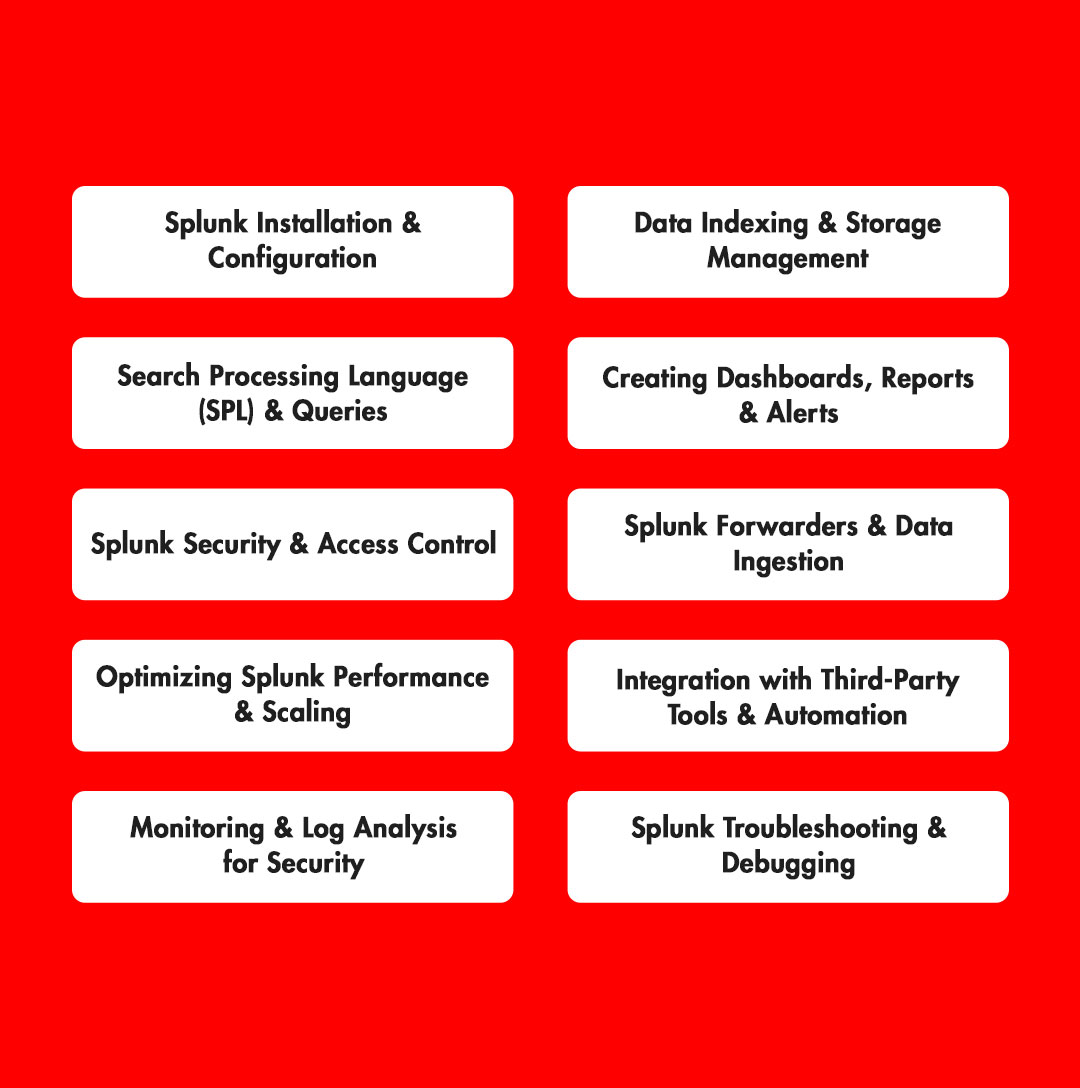 Splunk Installation &
Configuration
Data Indexing & Storage
Management
Search Processing Language
(SPL) & Queries
Creating Dashboards, Reports
& Alerts
Splunk Security & Access Control
Splunk Forwarders & Data
Ingestion
Optimizing Splunk Performance
& Scaling
Integration with Third-Party
Tools & Automation
Monitoring & Log Analysis
for Security
Splunk Troubleshooting &
Debugging